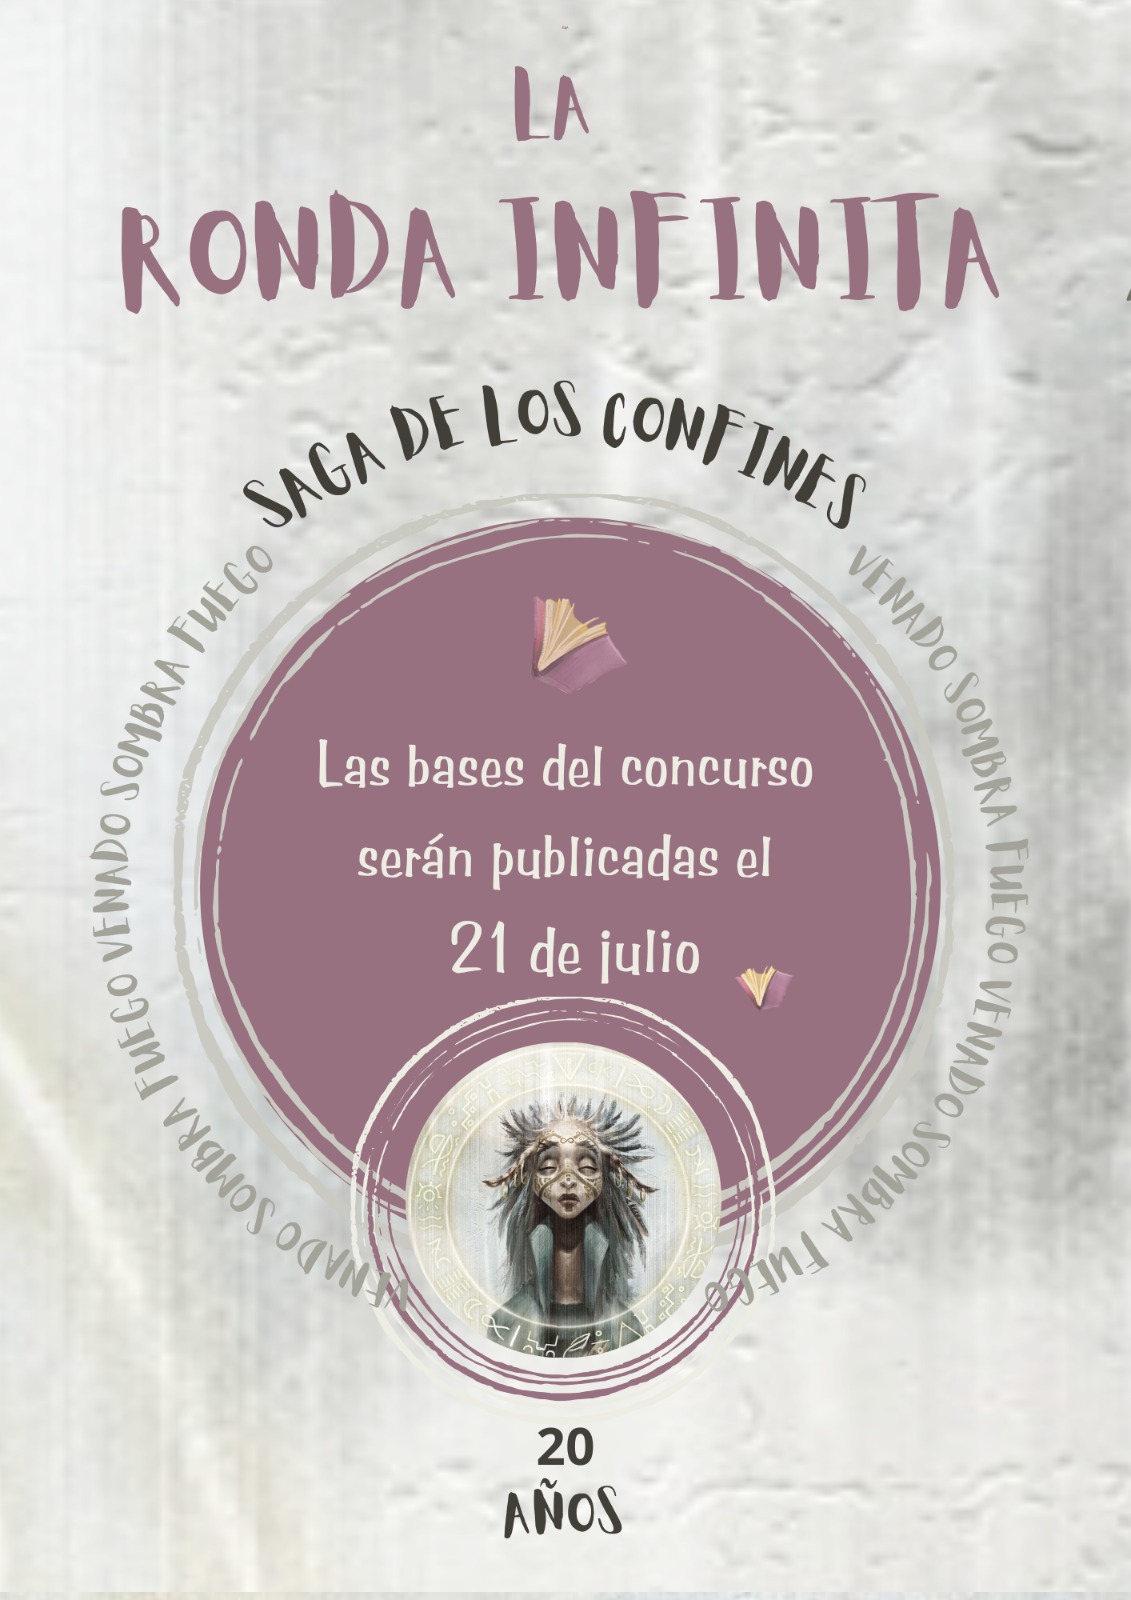 LA
RONDA INFINITA
SAGA DE LOS CONFINES
VENADO SOMBRA FUEGO VENADO SOMBRA FUEGO
VENADO SOMBRA FUEGO VENADO SOMBRA FUEGO
Las bases del concurso
serán publicadas el
21 de julio
20
AÑOS